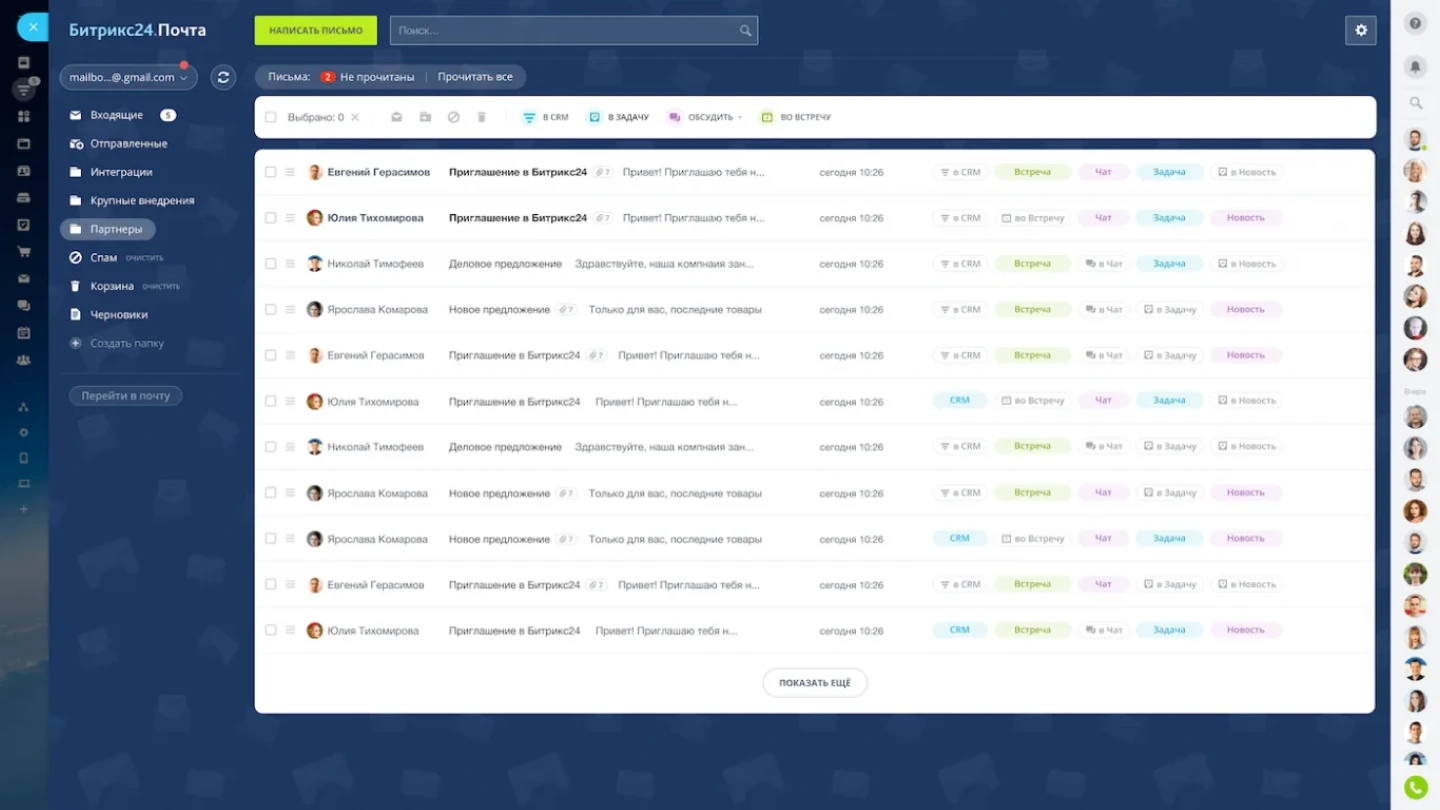 Битрикс24.Почта
НАПИСАТЬ ПИСЬМО
Поиск...
mailbo...@.gmail.com
Письма: 2 Не прочитаны Прочитать все
Входящие 5
Отправленные
Интеграции
Крупные внедрения
Партнеры
Спам очистить
Корзина очистить
Черновики
Создать папку
Перейти в почту
Выбрано: 0 В CRM В ЗАДАЧУ ОБСУДИТЬ ВО ВСТРЕЧУ
Евгений Герасимов Приглашение в Битрикс24 7 Привет! Приглашаю тебя н... сегодня 10:26 в CRM Встреча Чат Задача в Новость
Юлия Тихомирова Приглашение в Битрикс24 7 Привет! Приглашаю тебя н... сегодня 10:26 в CRM во Встречу Чат Задача Новость
Николай Тимофеев Деловое предложение Здравствуйте, наша компнаия зан... сегодня 10:26 в CRM Встреча в Чат Задача в Новость
Ярослава Комарова Новое предложение 7 Только для вас, последние товары сегодня 10:26 в CRM Встреча в Чат в Задачу Новость
Евгений Герасимов Приглашение в Битрикс24 7 Привет! Приглашаю тебя н... сегодня 10:26 в CRM Встреча в Чат в Задачу Новость
Юлия Тихомирова Приглашение в Битрикс24 Привет! Приглашаю тебя н... сегодня 10:26 CRM во Встречу Чат Задача в Новость
Николай Тимофеев Деловое предложение Здравствуйте, наша компнаия зан... сегодня 10:26 в CRM Встреча в Чат в Задачу в Новость
Ярослава Комарова Новое предложение 7 Только для вас, последние товары сегодня 10:26 в CRM Встреча Чат в Задачу Новость
Ярослава Комарова Новое предложение 7 Только для вас, последние товары сегодня 10:26 CRM во Встречу Чат Задача Новость
Евгений Герасимов Приглашение в Битрикс24 7 Привет! Приглашаю тебя н... сегодня 10:26 в CRM Встреча Чат в Задачу в Новость
Юлия Тихомирова Приглашение в Битрикс24 Привет! Приглашаю тебя н... сегодня 10:26 CRM Встреча в Чат Задача Новость
ПОКАЗАТЬ ЕЩЁ
Вчера